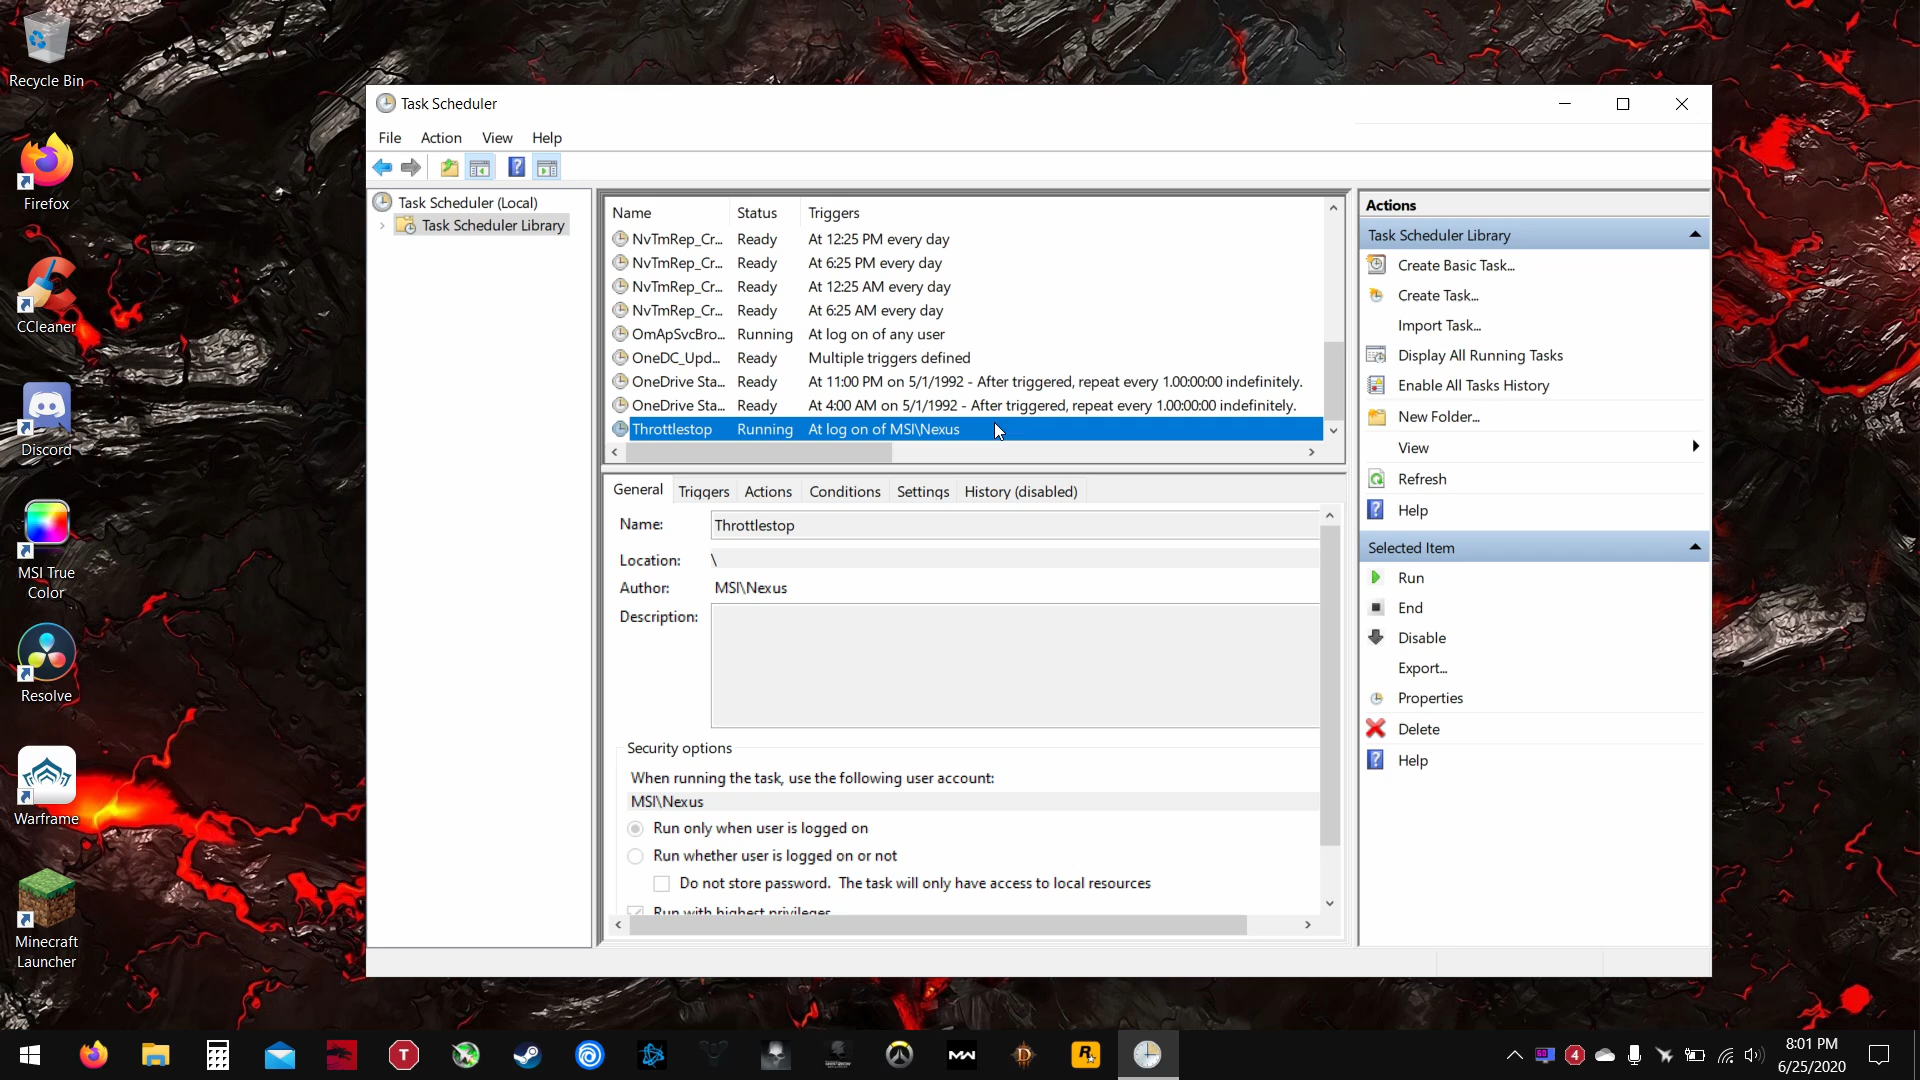 Recycle Bin
Firefox
CCleaner
Discord
MSI True
Color
Resolve
Warframe
Minecraft
Launcher
Task Scheduler
File Action View Help
Task Scheduler (Local)
Task Scheduler Library
Name Status Triggers
NvTmRep_Cr... Ready At 12:25 PM every day
NvTmRep_Cr... Ready At 6:25 PM every day
NvTmRep_Cr... Ready At 12:25 AM every day
NvTmRep_Cr... Ready At 6:25 AM every day
OmApSvcBro... Running At log on of any user
OneDC_Upd... Ready Multiple triggers defined
OneDrive Sta... Ready At 11:00 PM on 5/1/1992 - After triggered, repeat every 1.00:00:00 indefinitely.
OneDrive Sta... Ready At 4:00 AM on 5/1/1992 - After triggered, repeat every 1.00:00:00 indefinitely.
Throttlestop Running At log on of MSI\Nexus
General Triggers Actions Conditions Settings History (disabled)
Name: Throttlestop
Location: \
Author: MSI\Nexus
Description:
Security options
When running the task, use the following user account:
MSI\Nexus
Run only when user is logged on
Run whether user is logged on or not
Do not store password. The task will only have access to local resources
Run with highest privileges
Actions
Task Scheduler Library
Create Basic Task...
Create Task...
Import Task...
Display All Running Tasks
Enable All Tasks History
New Folder...
View
Refresh
Help
Selected Item
Run
End
Disable
Export...
Properties
Delete
Help
T
MW
D
R
60
4
8:01 PM
6/25/2020